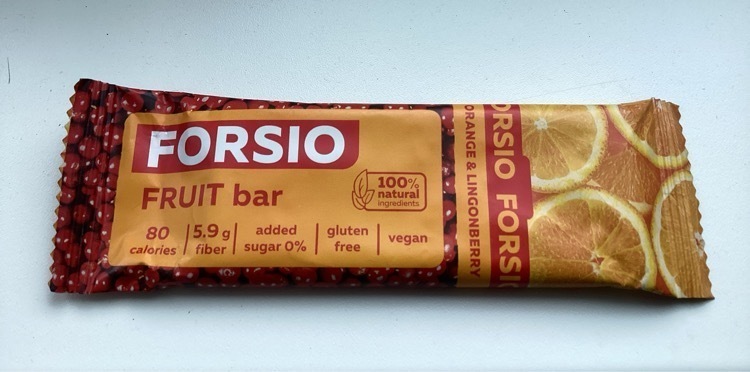 FORSIO
FRUIT bar
100%
natural
ingredients
80
calories
5.9 g
fiber
added
sugar 0%
gluten
free
vegan
ORANGE & LINGONBERRY
FORSIO